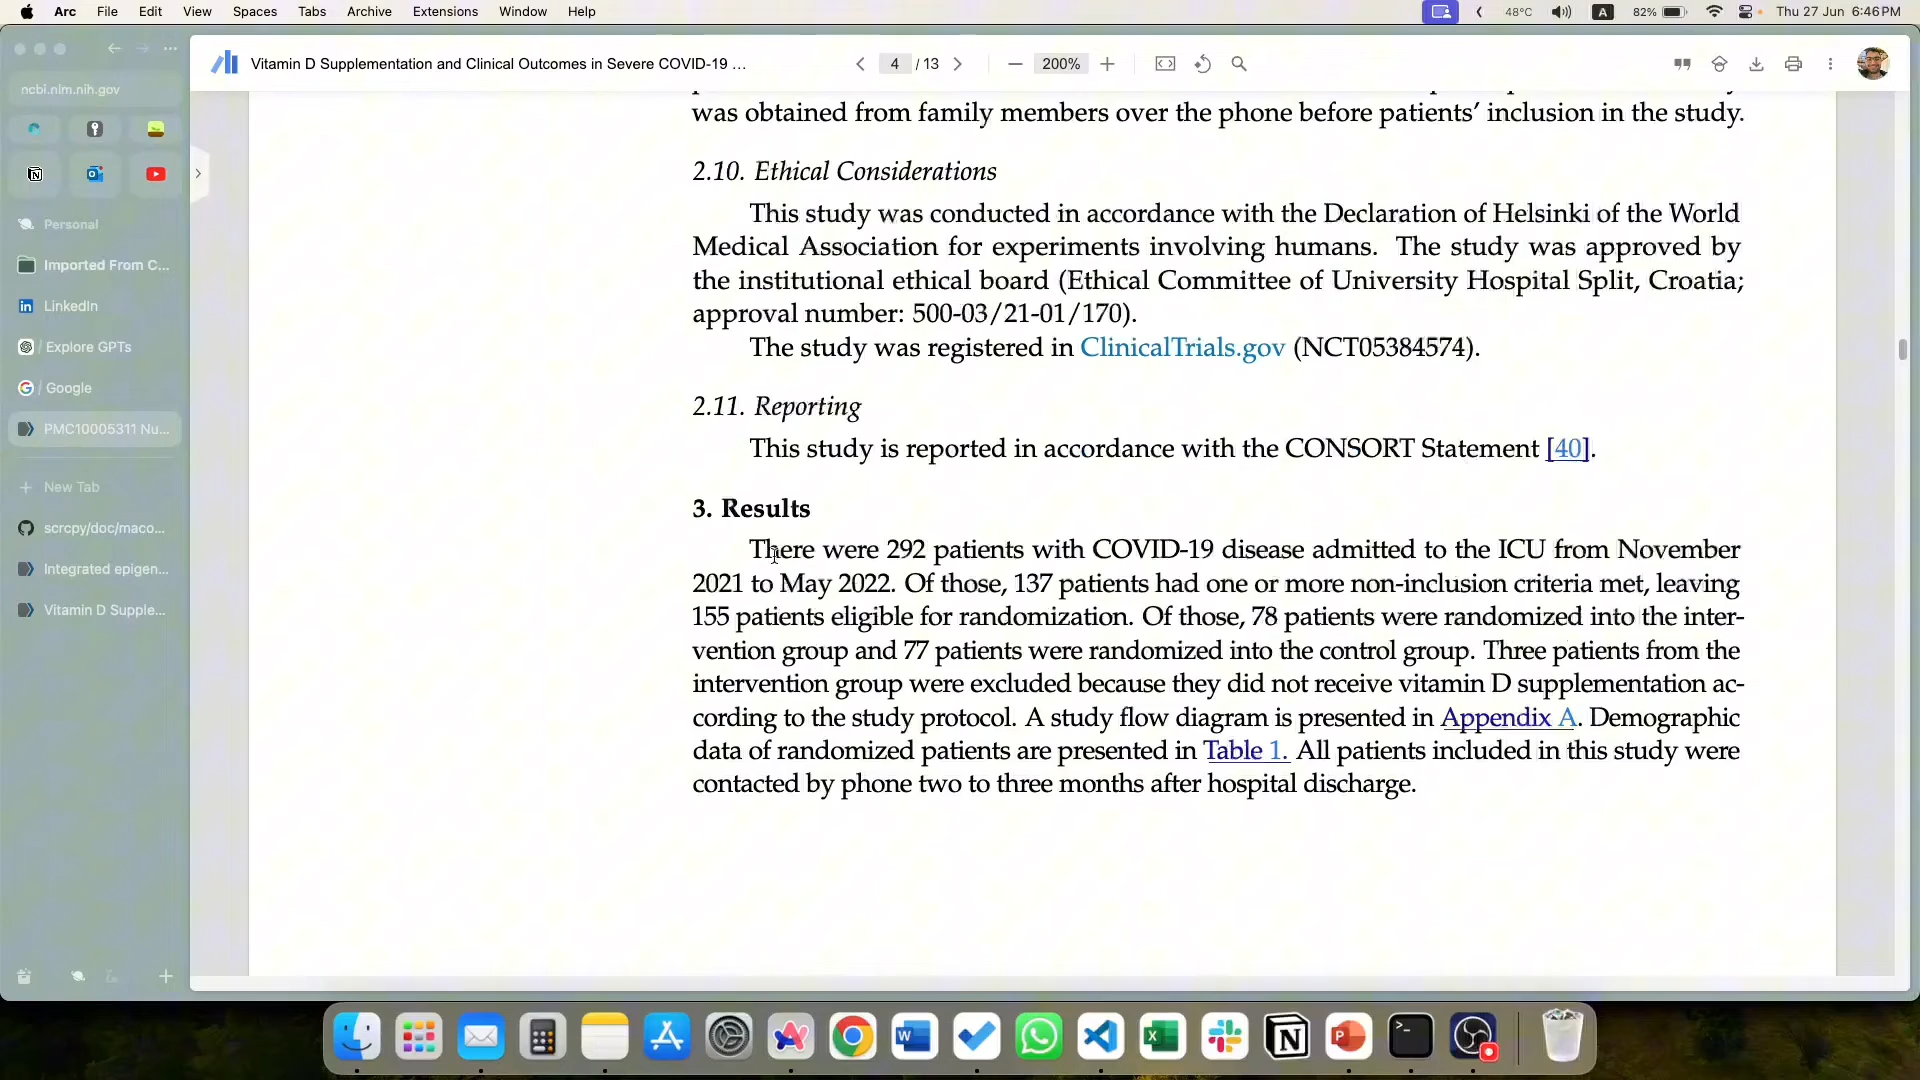 Arc File Edit View Spaces Tabs Archive Extensions Window Help 48°C A 82% Thu 27 Jun 6:46 PM
Vitamin D Supplementation and Clinical Outcomes in Severe COVID-19 ... 4 / 13 200%
ncbi.nlm.nih.gov
Personal
Imported From C...
LinkedIn
/ Explore GPTs
/ Google
PMC10005311 Nu...
New Tab
scrcpy/doc/maco...
Integrated epigen...
Vitamin D Supple...
was obtained from family members over the phone before patients’ inclusion in the study.
2.10. Ethical Considerations
This study was conducted in accordance with the Declaration of Helsinki of the World
Medical Association for experiments involving humans. The study was approved by
the institutional ethical board (Ethical Committee of University Hospital Split, Croatia;
approval number: 500-03/21-01/170).
The study was registered in ClinicalTrials.gov (NCT05384574).
2.11. Reporting
This study is reported in accordance with the CONSORT Statement [40].
3. Results
There were 292 patients with COVID-19 disease admitted to the ICU from November
2021 to May 2022. Of those, 137 patients had one or more non-inclusion criteria met, leaving
155 patients eligible for randomization. Of those, 78 patients were randomized into the inter-
vention group and 77 patients were randomized into the control group. Three patients from the
intervention group were excluded because they did not receive vitamin D supplementation ac-
cording to the study protocol. A study flow diagram is presented in Appendix A. Demographic
data of randomized patients are presented in Table 1. All patients included in this study were
contacted by phone two to three months after hospital discharge.